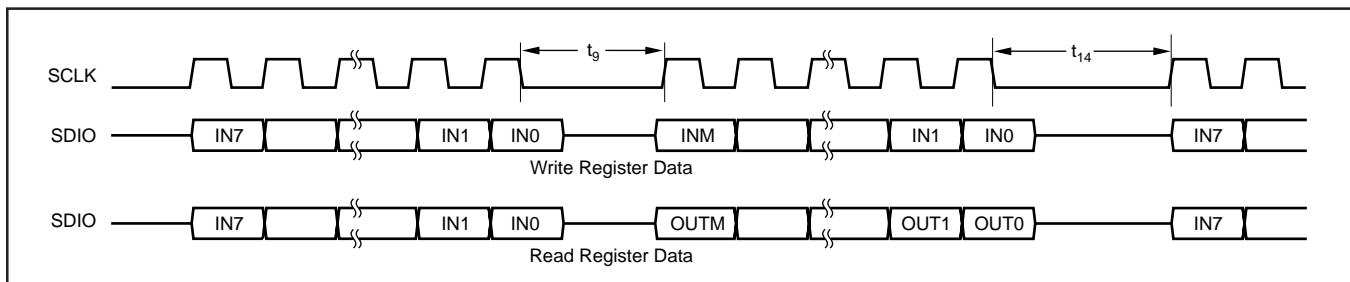 t9 t14
SCLK
SDIO IN7 IN1 IN0 INM IN1 IN0 IN7
Write Register Data
SDIO IN7 IN1 IN0 OUTM OUT1 OUT0 IN7
Read Register Data